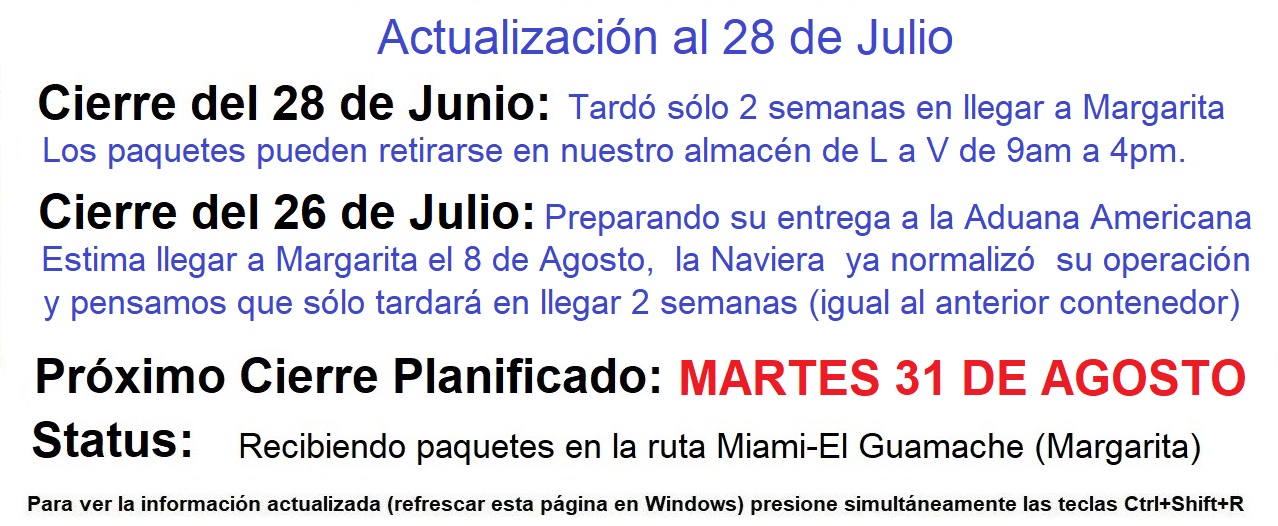 Actualización al 28 de Julio
Cierre del 28 de Junio: Tardó sólo 2 semanas en llegar a Margarita
Los paquetes pueden retirarse en nuestro almacén de L a V de 9am a 4pm.
Cierre del 26 de Julio: Preparando su entrega a la Aduana Americana
Estima llegar a Margarita el 8 de Agosto, la Naviera ya normalizó su operación
y pensamos que sólo tardará en llegar 2 semanas (igual al anterior contenedor)
Próximo Cierre Planificado: MARTES 31 DE AGOSTO
Status: Recibiendo paquetes en la ruta Miami-El Guamache (Margarita)
Para ver la información actualizada (refrescar esta página en Windows) presione simultáneamente las teclas Ctrl+Shift+R